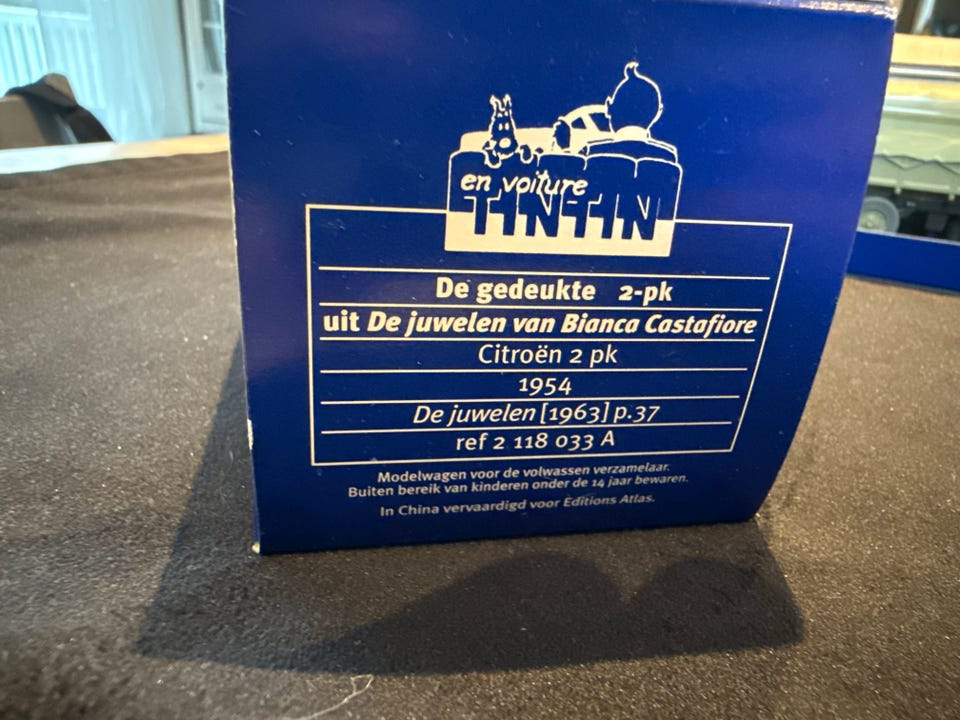 en voiture
TINTIN
De gedeukte 2-pk
uit De juwelen van Bianca Castafiore
Citroën 2 pk
1954
De juwelen [1963] p.37
ref 2 118 033 A
Modelwagen voor de volwassen verzamelaar.
Buiten bereik van kinderen onder de 14 jaar bewaren.
In China vervaardigd voor Editions Atlas.